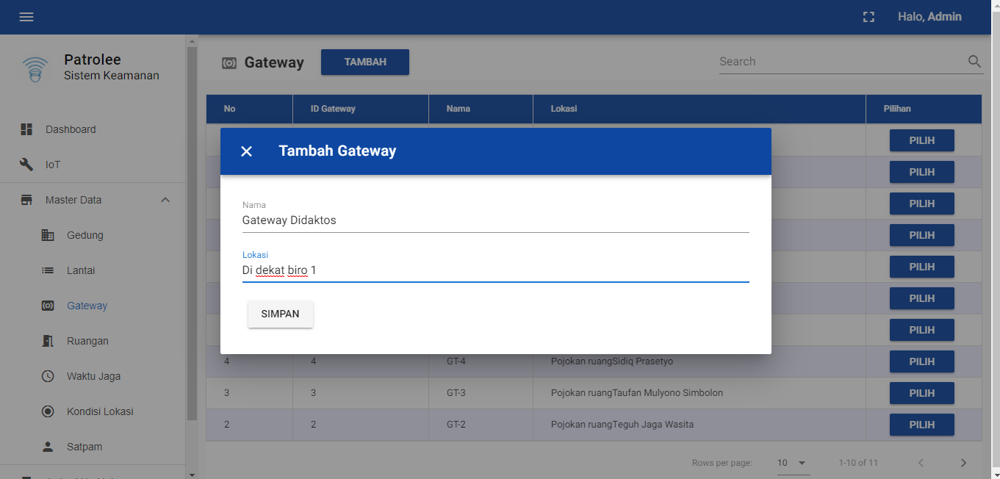 Halo, Admin
Patrolee
Sistem Keamanan
Dashboard
IoT
Master Data
Gedung
Lantai
Gateway
Ruangan
Waktu Jaga
Kondisi Lokasi
Satpam
Gateway TAMBAH Search
No ID Gateway Nama Lokasi Pilihan
PILIH
PILIH
PILIH
PILIH
PILIH
PILIH
PILIH
Tambah Gateway
Nama
Gateway Didaktos
Lokasi
Di dekat biro 1
SIMPAN
4 4 GT-4 Pojokan ruangSidiq Prasetyo PILIH
3 3 GT-3 Pojokan ruangTaufan Mulyono Simbolon PILIH
2 2 GT-2 Pojokan ruangTeguh Jaga Wasita PILIH
Rows per page: 10 1-10 of 11